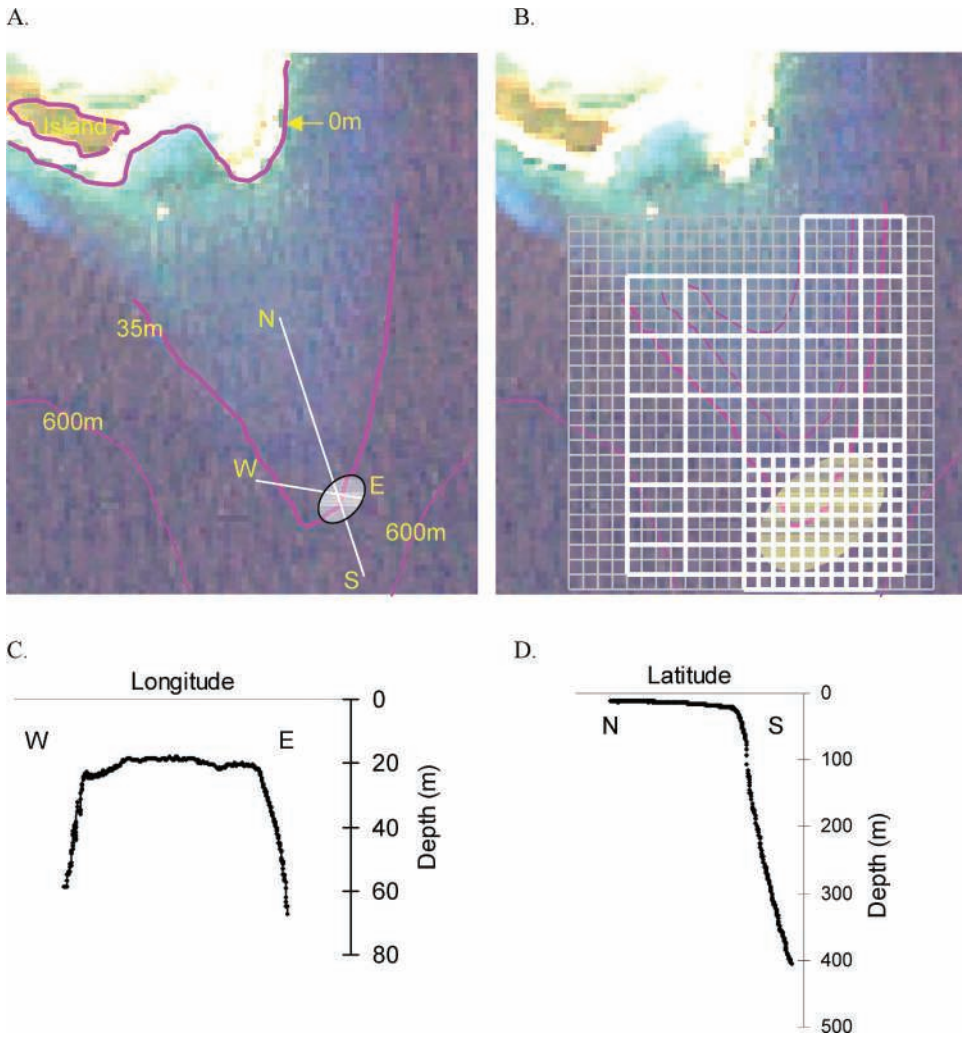 A.
B.
Island
0m
N
35m
600m
W
E
600m
S
C.
D.
Longitude
0
W
E
20
40
60
80
Depth (m)
Latitude
0
N
S
100
200
300
400
500
Depth (m)